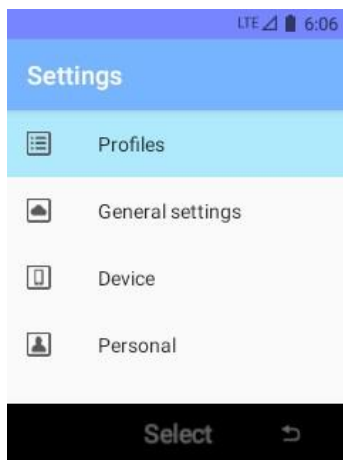 LTE 6:06
Settings
Profiles
General settings
Device
Personal
Select